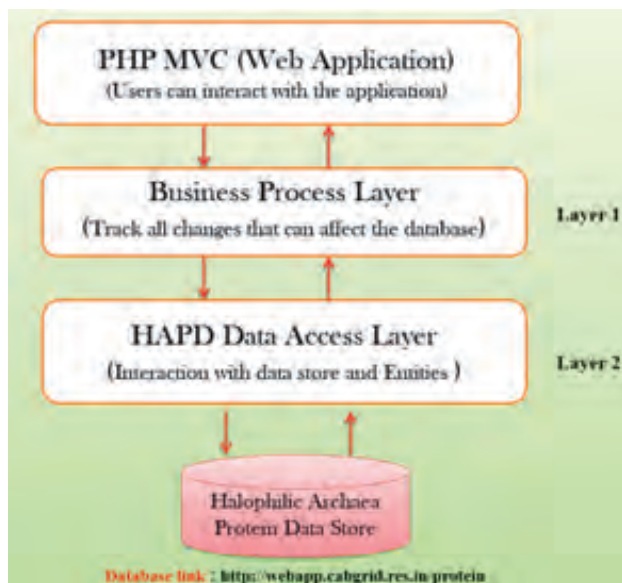 PHP MVC (Web Application)
(Users can interact with the application)
Business Process Layer
(Track all changes that can affect the database)
Layer 1
HAPD Data Access Layer
(Interaction with data store and Entities )
Layer 2
Halophilic Archaea
Protein Data Store
Database link : http://webapp.cabgrid.res.in/protein